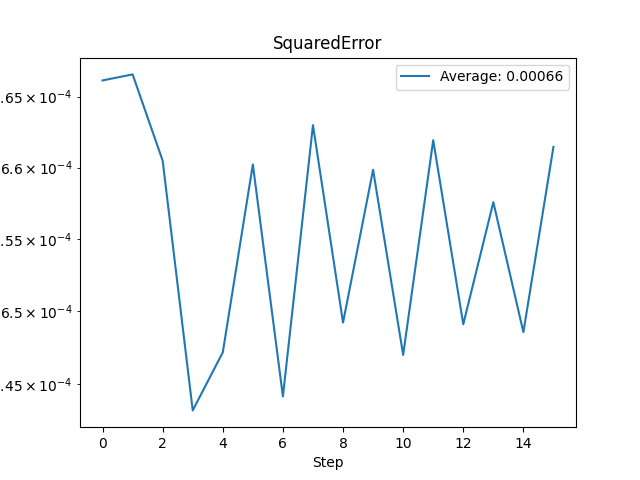 SquaredError
Average: 0.00066
.65 × 10⁻⁴
6.6 × 10⁻⁴
.55 × 10⁻⁴
6.5 × 10⁻⁴
.45 × 10⁻⁴
0 2 4 6 8 10 12 14
Step